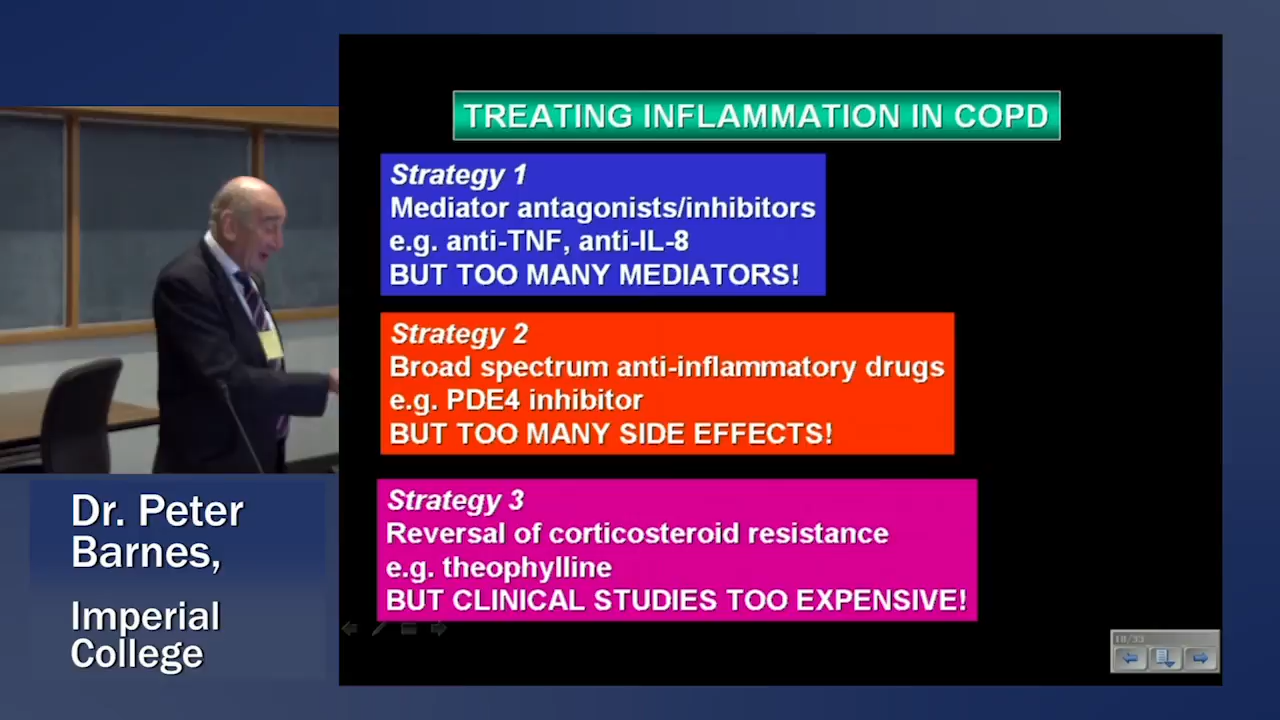 TREATING INFLAMMATION IN COPD
Strategy 1
Mediator antagonists/inhibitors
e.g. anti-TNF, anti-IL-8
BUT TOO MANY MEDIATORS!
Strategy 2
Broad spectrum anti-inflammatory drugs
e.g. PDE4 inhibitor
BUT TOO MANY SIDE EFFECTS!
Strategy 3
Reversal of corticosteroid resistance
e.g. theophylline
BUT CLINICAL STUDIES TOO EXPENSIVE!
Dr. Peter
Barnes,
Imperial
College